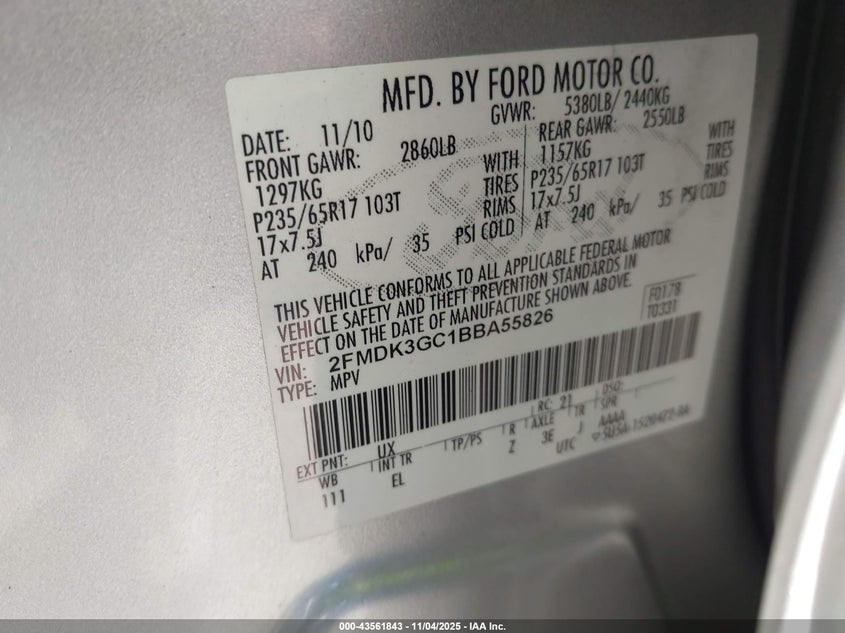 MFD. BY FORD MOTOR CO.
DATE: 11/10 GVWR: 5380LB/ 2440KG
FRONT GAWR: 2860LB REAR GAWR: 2550LB
1297KG WITH 1157KG WITH
P235/65R17 103T TIRES P235/65R17 103T TIRES
17x7.5J RIMS 17x7.5J RIMS
AT 240 kPa/ 35 PSI COLD AT 240 kPa/ 35 PSI COLD
THIS VEHICLE CONFORMS TO ALL APPLICABLE FEDERAL MOTOR
VEHICLE SAFETY AND THEFT PREVENTION STANDARDS IN
EFFECT ON THE DATE OF MANUFACTURE SHOWN ABOVE.
VIN: 2FMDK3GC1BBA55826 F0178
TYPE: MPV T0331
RC: 21 DSO:
EXT PNT: UX
WB INT TR TP/PS R AXLE TR SPR
111 EL Z 3E J AAAA
UTC
000-43561843 - 11/04/2025 - IAA Inc.